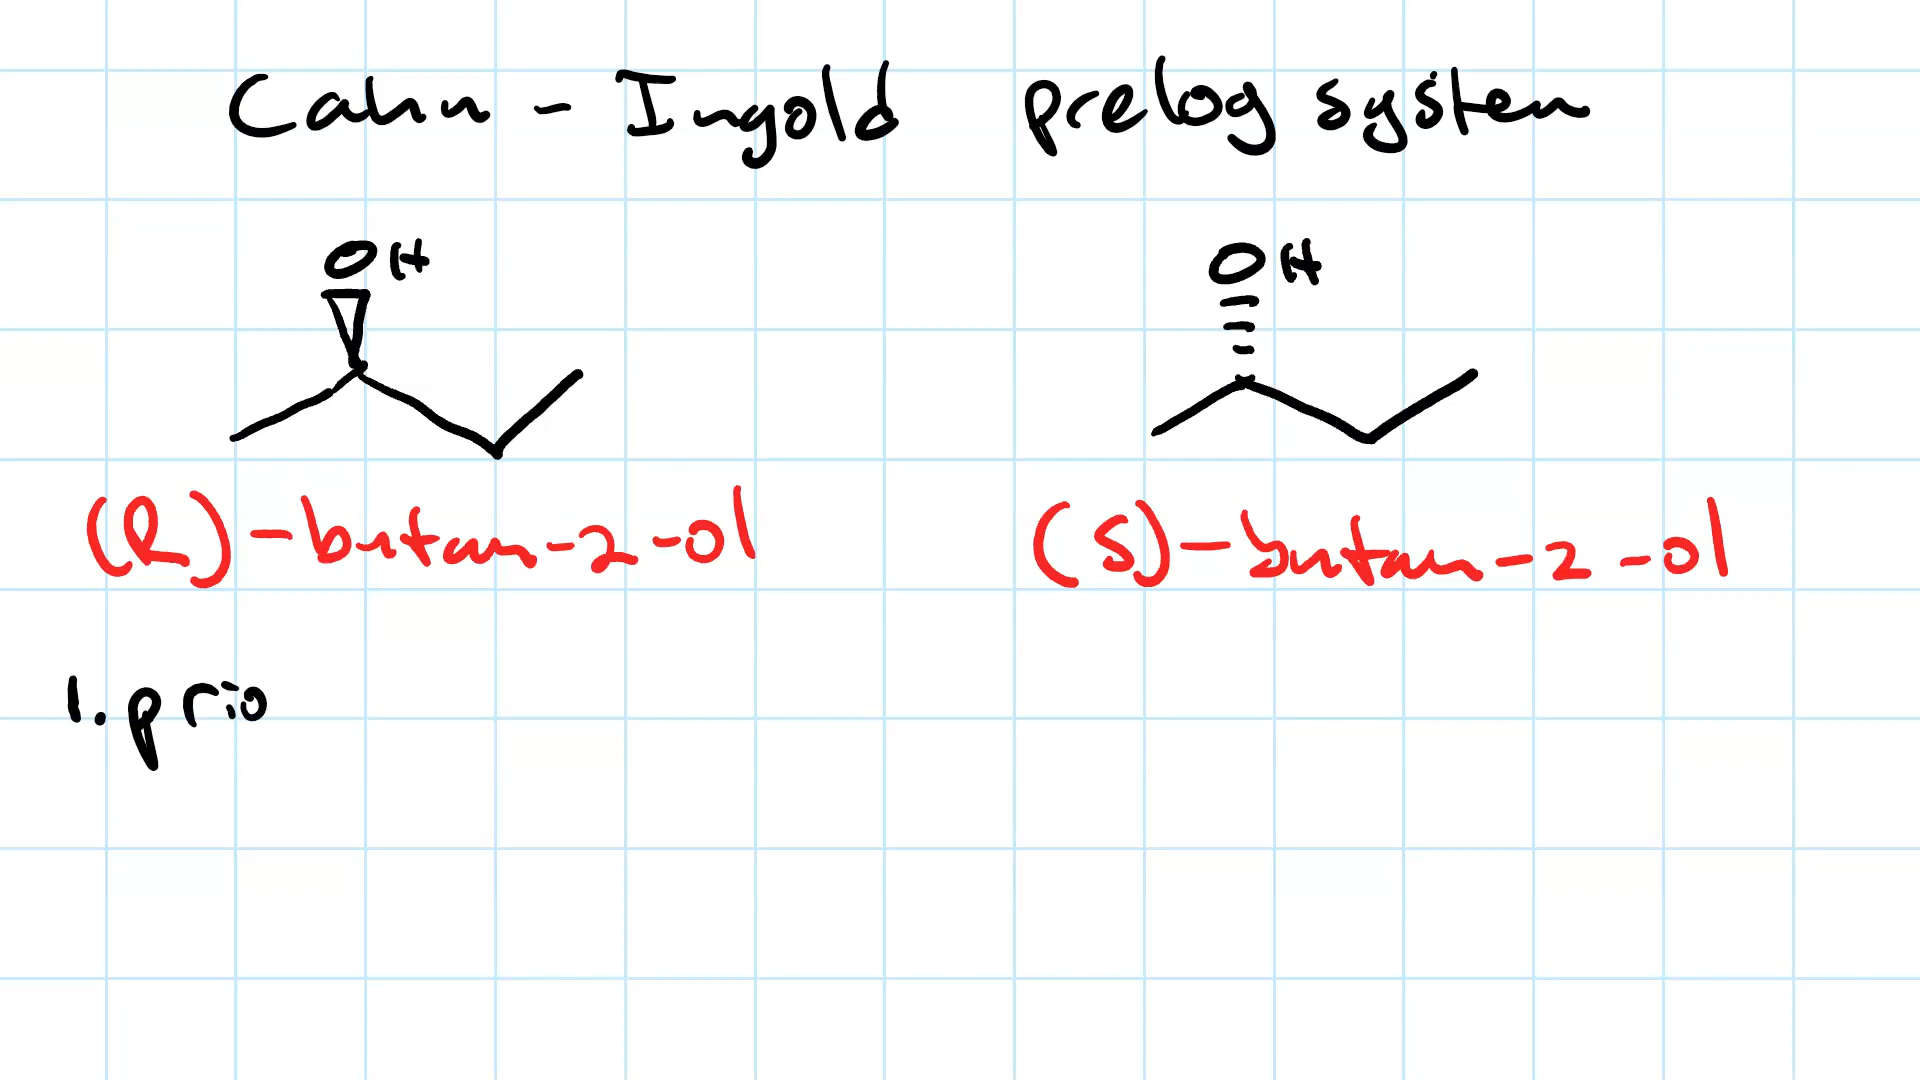 Cahn - Ingold prelog system
OH OH
(R)-butan-2-ol (S)-butan-2-ol
1. prio